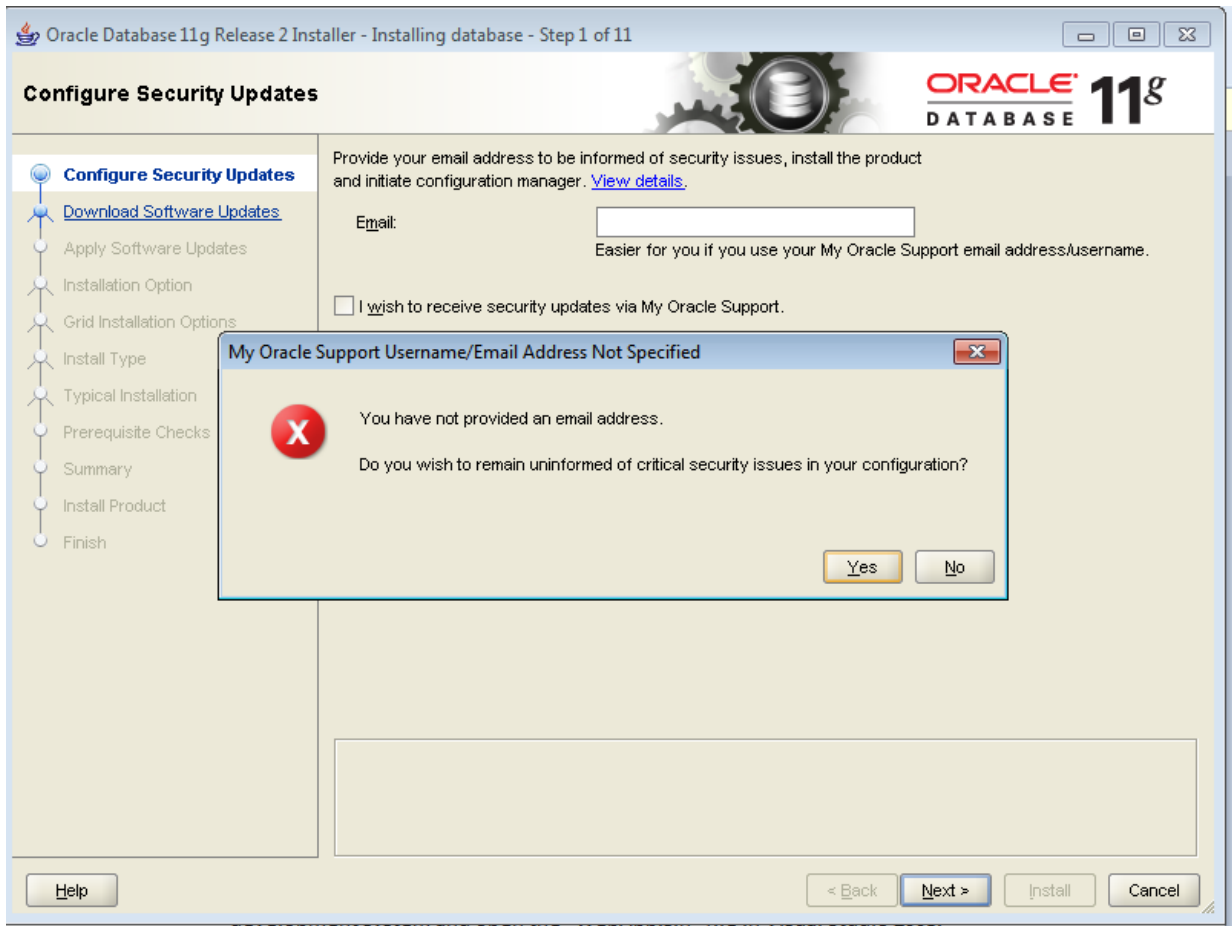 Oracle Database 11g Release 2 Installer - Installing database - Step 1 of 11
Configure Security Updates
ORACLE
DATABASE
11g
Configure Security Updates
Download Software Updates
Apply Software Updates
Installation Option
Grid Installation Options
Install Type
Typical Installation
Prerequisite Checks
Summary
Install Product
Finish
Provide your email address to be informed of security issues, install the product
and initiate configuration manager. View details.
Email:
Easier for you if you use your My Oracle Support email address/username.
I wish to receive security updates via My Oracle Support.
My Oracle Support Username/Email Address Not Specified
You have not provided an email address.
Do you wish to remain uninformed of critical security issues in your configuration?
Yes
No
Help
< Back
Next >
Install
Cancel